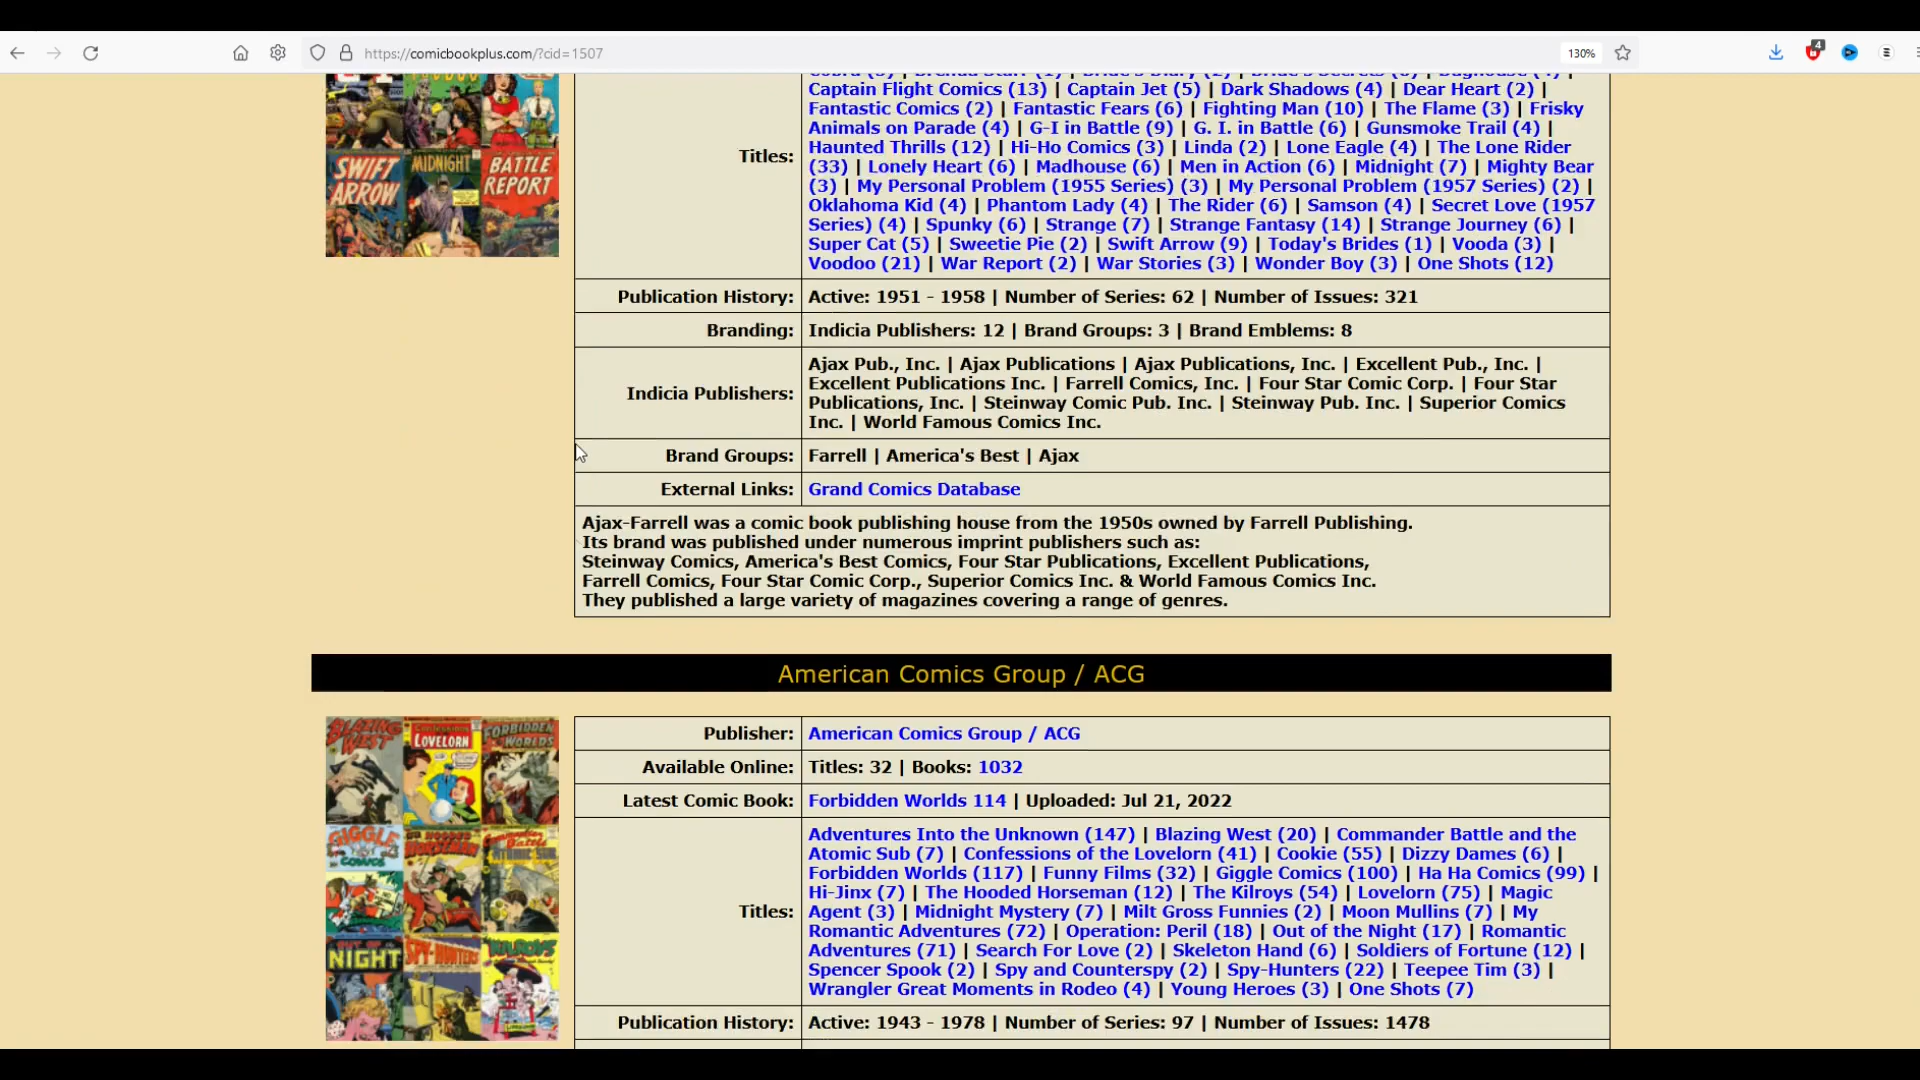 https://comicbookplus.com/?cid=1507
130%
4
Captain Flight Comics (13) | Captain Jet (5) | Dark Shadows (4) | Dear Heart (2) |
Fantastic Comics (2) | Fantastic Fears (6) | Fighting Man (10) | The Flame (3) | Frisky
Animals on Parade (4) | G-I in Battle (9) | G. I. in Battle (6) | Gunsmoke Trail (4) |
Haunted Thrills (12) | Hi-Ho Comics (3) | Linda (2) | Lone Eagle (4) | The Lone Rider
Titles: (33) | Lonely Heart (6) | Madhouse (6) | Men in Action (6) | Midnight (7) | Mighty Bear
(3) | My Personal Problem (1955 Series) (3) | My Personal Problem (1957 Series) (2) |
Oklahoma Kid (4) | Phantom Lady (4) | The Rider (6) | Samson (4) | Secret Love (1957
Series) (4) | Spunky (6) | Strange (7) | Strange Fantasy (14) | Strange Journey (6) |
Super Cat (5) | Sweetie Pie (2) | Swift Arrow (9) | Today's Brides (1) | Vooda (3) |
Voodoo (21) | War Report (2) | War Stories (3) | Wonder Boy (3) | One Shots (12)
SWIFT ARROW
MIDNIGHT
BATTLE REPORT
Publication History: Active: 1951 - 1958 | Number of Series: 62 | Number of Issues: 321
Branding: Indicia Publishers: 12 | Brand Groups: 3 | Brand Emblems: 8
Indicia Publishers: Ajax Pub., Inc. | Ajax Publications | Ajax Publications, Inc. | Excellent Pub., Inc. |
Excellent Publications Inc. | Farrell Comics, Inc. | Four Star Comic Corp. | Four Star
Publications, Inc. | Steinway Comic Pub. Inc. | Steinway Pub. Inc. | Superior Comics
Inc. | World Famous Comics Inc.
Brand Groups: Farrell | America's Best | Ajax
External Links: Grand Comics Database
Ajax-Farrell was a comic book publishing house from the 1950s owned by Farrell Publishing.
Its brand was published under numerous imprint publishers such as:
Steinway Comics, America's Best Comics, Four Star Publications, Excellent Publications,
Farrell Comics, Four Star Comic Corp., Superior Comics Inc. & World Famous Comics Inc.
They published a large variety of magazines covering a range of genres.
American Comics Group / ACG
BLAZING WEST
LOVELORN
FORBIDDEN WORLDS
GIGGLE COMICS
HOODED HORSEMAN
ATOMIC SUB
OUT OF THE NIGHT
SPY-HUNTERS
KILROYS
Publisher: American Comics Group / ACG
Available Online: Titles: 32 | Books: 1032
Latest Comic Book: Forbidden Worlds 114 | Uploaded: Jul 21, 2022
Titles: Adventures Into the Unknown (147) | Blazing West (20) | Commander Battle and the
Atomic Sub (7) | Confessions of the Lovelorn (41) | Cookie (55) | Dizzy Dames (6) |
Forbidden Worlds (117) | Funny Films (32) | Giggle Comics (100) | Ha Ha Comics (99) |
Hi-Jinx (7) | The Hooded Horseman (12) | The Kilroys (54) | Lovelorn (75) | Magic
Agent (3) | Midnight Mystery (7) | Milt Gross Funnies (2) | Moon Mullins (7) | My
Romantic Adventures (72) | Operation: Peril (18) | Out of the Night (17) | Romantic
Adventures (71) | Search For Love (2) | Skeleton Hand (6) | Soldiers of Fortune (12) |
Spencer Spook (2) | Spy and Counterspy (2) | Spy-Hunters (22) | Teepee Tim (3) |
Wrangler Great Moments in Rodeo (4) | Young Heroes (3) | One Shots (7)
Publication History: Active: 1943 - 1978 | Number of Series: 97 | Number of Issues: 1478